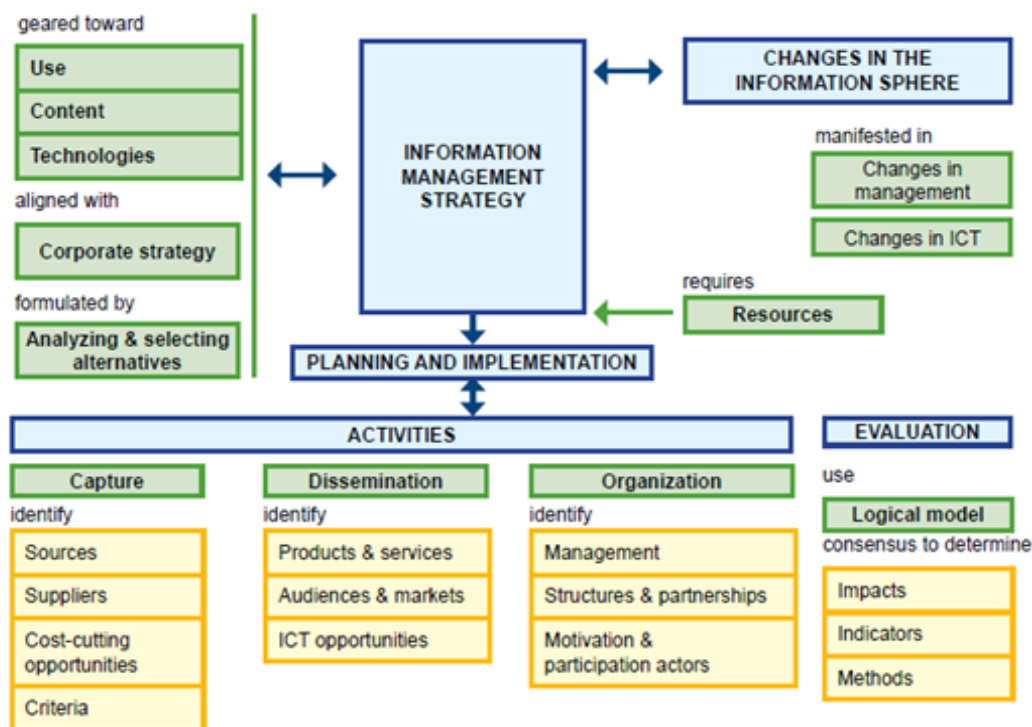 geared toward
Use
Content
Technologies
aligned with
Corporate strategy
formulated by
Analyzing & selecting
alternatives
INFORMATION
MANAGEMENT
STRATEGY
CHANGES IN THE
INFORMATION SPHERE
manifested in
Changes in
management
Changes in ICT
requires
Resources
PLANNING AND IMPLEMENTATION
ACTIVITIES
Capture
identify
Sources
Suppliers
Cost-cutting
opportunities
Criteria
Dissemination
identify
Products & services
Audiences & markets
ICT opportunities
Organization
identify
Management
Structures & partnerships
Motivation &
participation actors
EVALUATION
use
Logical model
consensus to determine
Impacts
Indicators
Methods